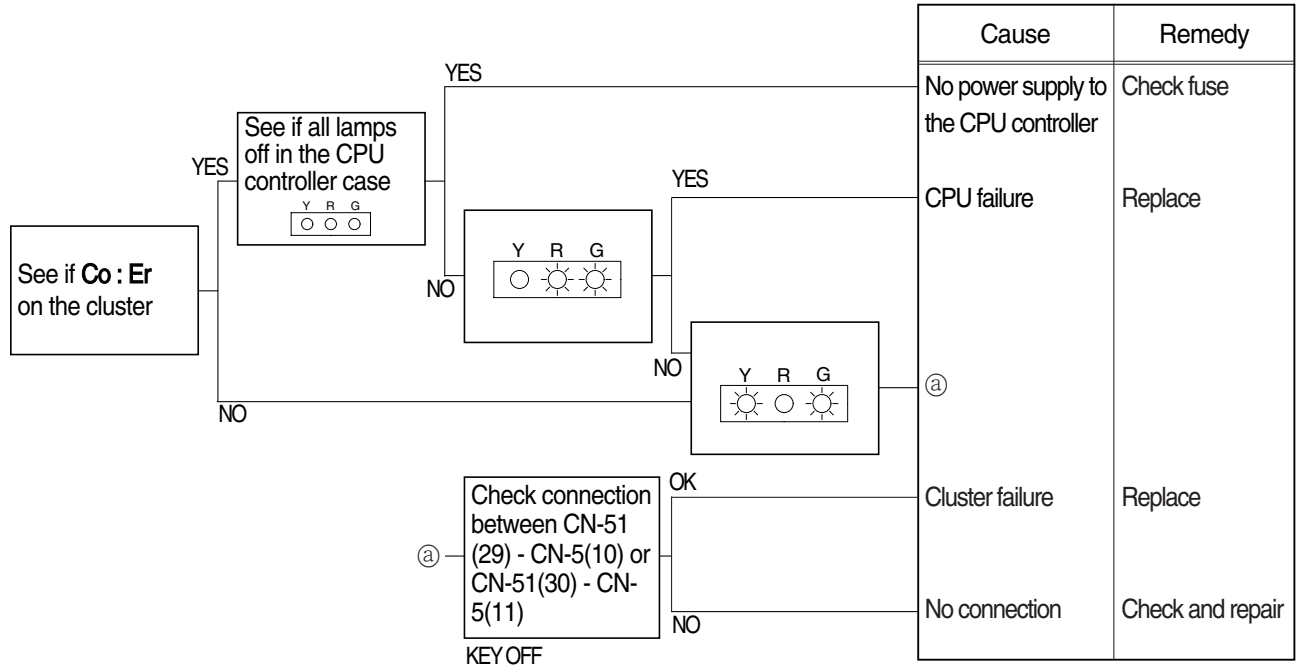 Cause Remedy
YES
No power supply to Check fuse
the CPU controller
See if all lamps
off in the CPU
controller case
Y R G
YES
YES
CPU failure Replace
Y R G
NO
See if Co : Er
on the cluster
NO
Y R G
ⓐ
NO
Check connection
between CN-51
(29) - CN-5(10) or
CN-51(30) - CN-
5(11)
ⓐ
OK
Cluster failure Replace
No connection Check and repair
NO
KEY OFF